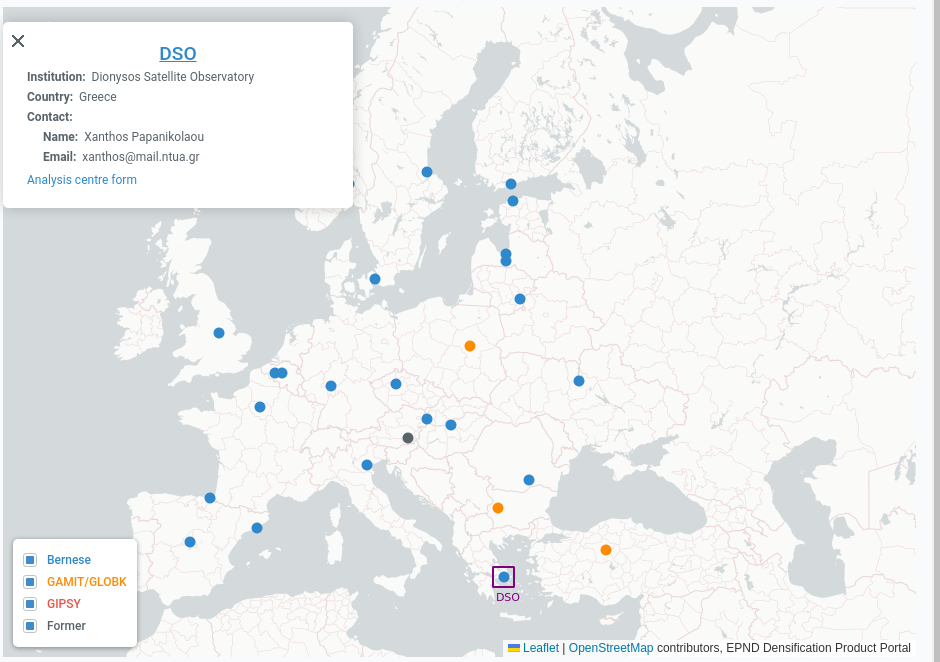 DSO
Institution: Dionysos Satellite Observatory
Country: Greece
Contact:
Name: Xanthos Papanikolaou
Email: xanthos@mail.ntua.gr
Analysis centre form
DSO
Bernese
GAMIT/GLOBK
GIPSY
Former
Leaflet | OpenStreetMap contributors, EPND Densification Product Portal